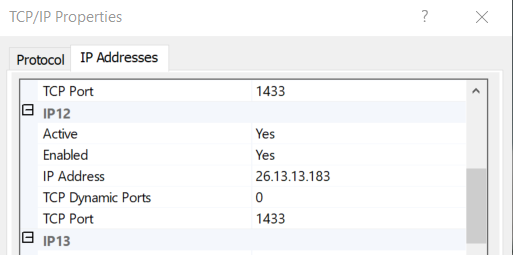 TCP/IP Properties ? ×
Protocol IP Addresses
TCP Port 1433
IP12
Active Yes
Enabled Yes
IP Address 26.13.13.183
TCP Dynamic Ports 0
TCP Port 1433
IP13